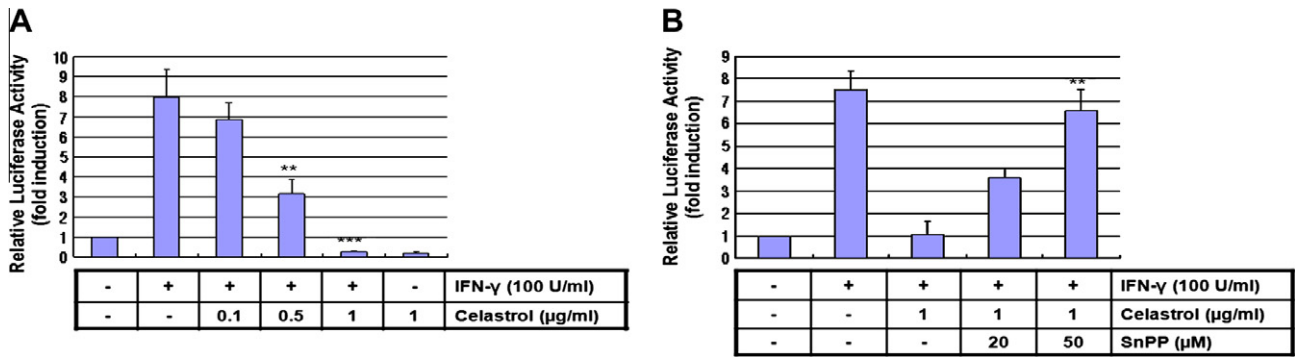 A
Relative Luciferase Activity
(fold induction)
10
9
8
7
6
5
4
3
2
1
0
**
***
- + + + + - IFN-γ (100 U/ml)
- - 0.1 0.5 1 1 Celastrol (µg/ml)
B
Relative Luciferase Activity
(fold induction)
9
8
7
6
5
4
3
2
1
0
**
- + + + + IFN-γ (100 U/ml)
- - 1 1 1 Celastrol (µg/ml)
- - - 20 50 SnPP (µM)